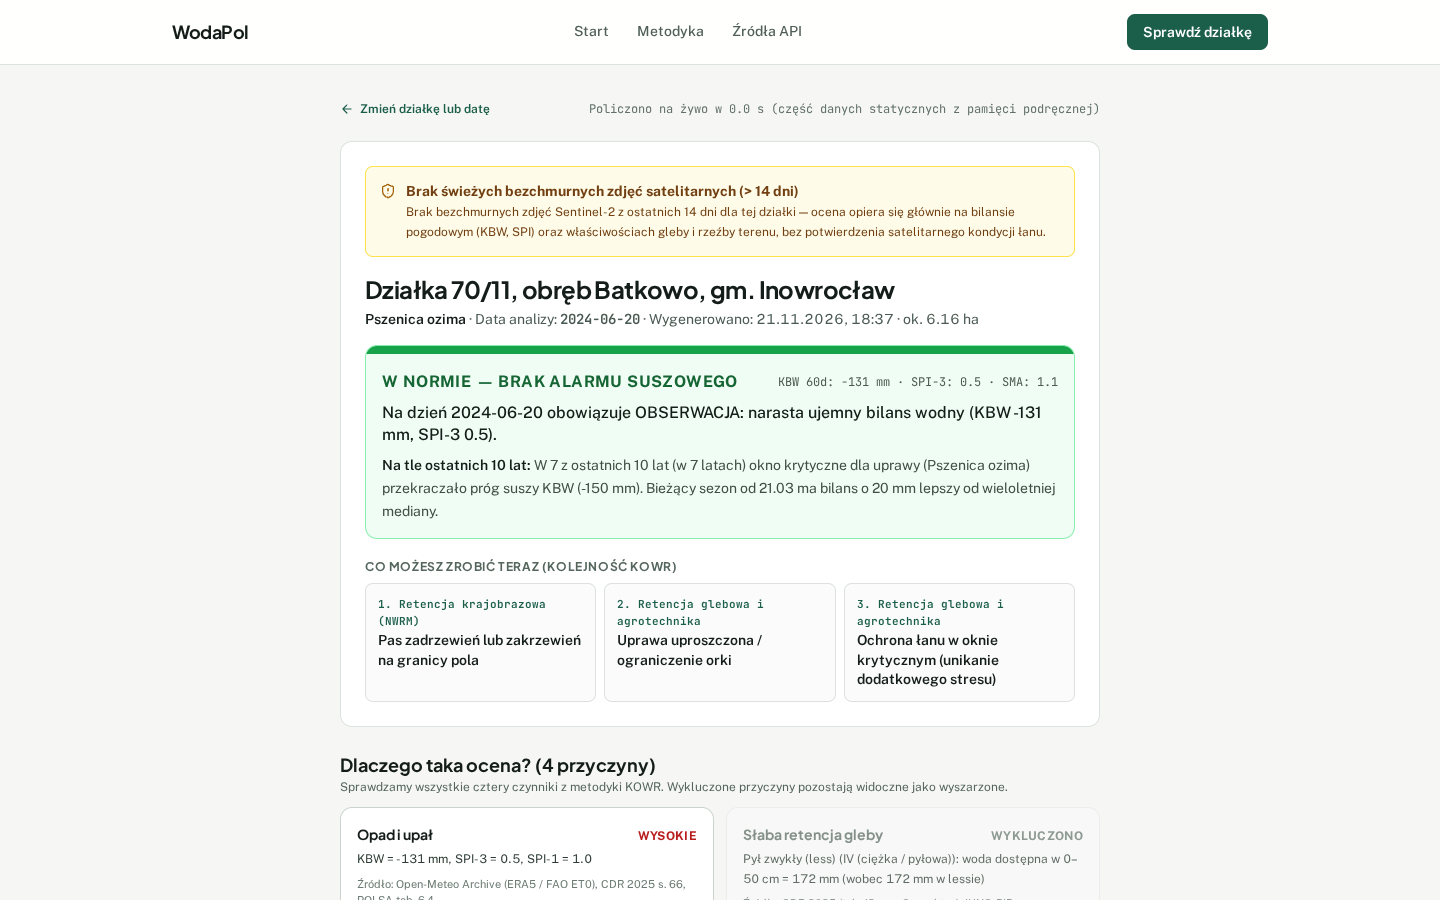 WodaPol
Start
Metodyka
Źródła API
Sprawdź działkę
Zmień działkę lub datę
Policzono na żywo w 0.0 s (część danych statycznych z pamięci podręcznej)
Brak świeżych bezchmurnych zdjęć satelitarnych (> 14 dni)
Brak bezchmurnych zdjęć Sentinel-2 z ostatnich 14 dni dla tej działki — ocena opiera się głównie na bilansie
pogodowym (KBW, SPI) oraz właściwościach gleby i rzeźby terenu, bez potwierdzenia satelitarnego kondycji łanu.
Działka 70/11, obręb Batkowo, gm. Inowrocław
Pszenica ozima · Data analizy: 2024-06-20 · Wygenerowano: 21.11.2026, 18:37 · ok. 6.16 ha
W NORMIE — BRAK ALARMU SUSZOWEGO
KBW 60d: -131 mm · SPI-3: 0.5 · SMA: 1.1
Na dzień 2024-06-20 obowiązuje OBSERWACJA: narasta ujemny bilans wodny (KBW -131
mm, SPI-3 0.5).
Na tle ostatnich 10 lat: W 7 z ostatnich 10 lat (w 7 latach) okno krytyczne dla uprawy (Pszenica ozima)
przekraczało próg suszy KBW (-150 mm). Bieżący sezon od 21.03 ma bilans o 20 mm lepszy od wieloletniej
mediany.
CO MOŻESZ ZROBIĆ TERAZ (KOLEJNOŚĆ KOWR)
1. Retencja krajobrazowa
(NWRM)
Pas zadrzewień lub zakrzewień
na granicy pola
2. Retencja glebowa i
agrotechnika
Uprawa uproszczona /
ograniczenie orki
3. Retencja glebowa i
agrotechnika
Ochrona łanu w oknie
krytycznym (unikanie
dodatkowego stresu)
Dlaczego taka ocena? (4 przyczyny)
Sprawdzamy wszystkie cztery czynniki z metodyki KOWR. Wykluczone przyczyny pozostają widoczne jako wyszarzone.
Opad i upał
WYSOKIE
KBW = -131 mm, SPI-3 = 0.5, SPI-1 = 1.0
Źródło: Open-Meteo Archive (ERA5 / FAO ET0), CDR 2025 s. 66,
Słaba retencja gleby
WYKLUCZONO
Pył zwykły (less) (IV (ciężka / pyłowa)): woda dostępna w 0–
50 cm = 172 mm (wobec 172 mm w lessie)